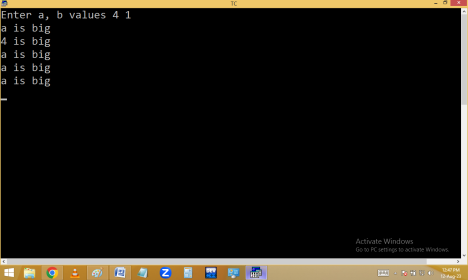 TC
Enter a, b values 4 1
a is big
4 is big
a is big
a is big
a is big
Activate Windows
Go to PC settings to activate Windows.